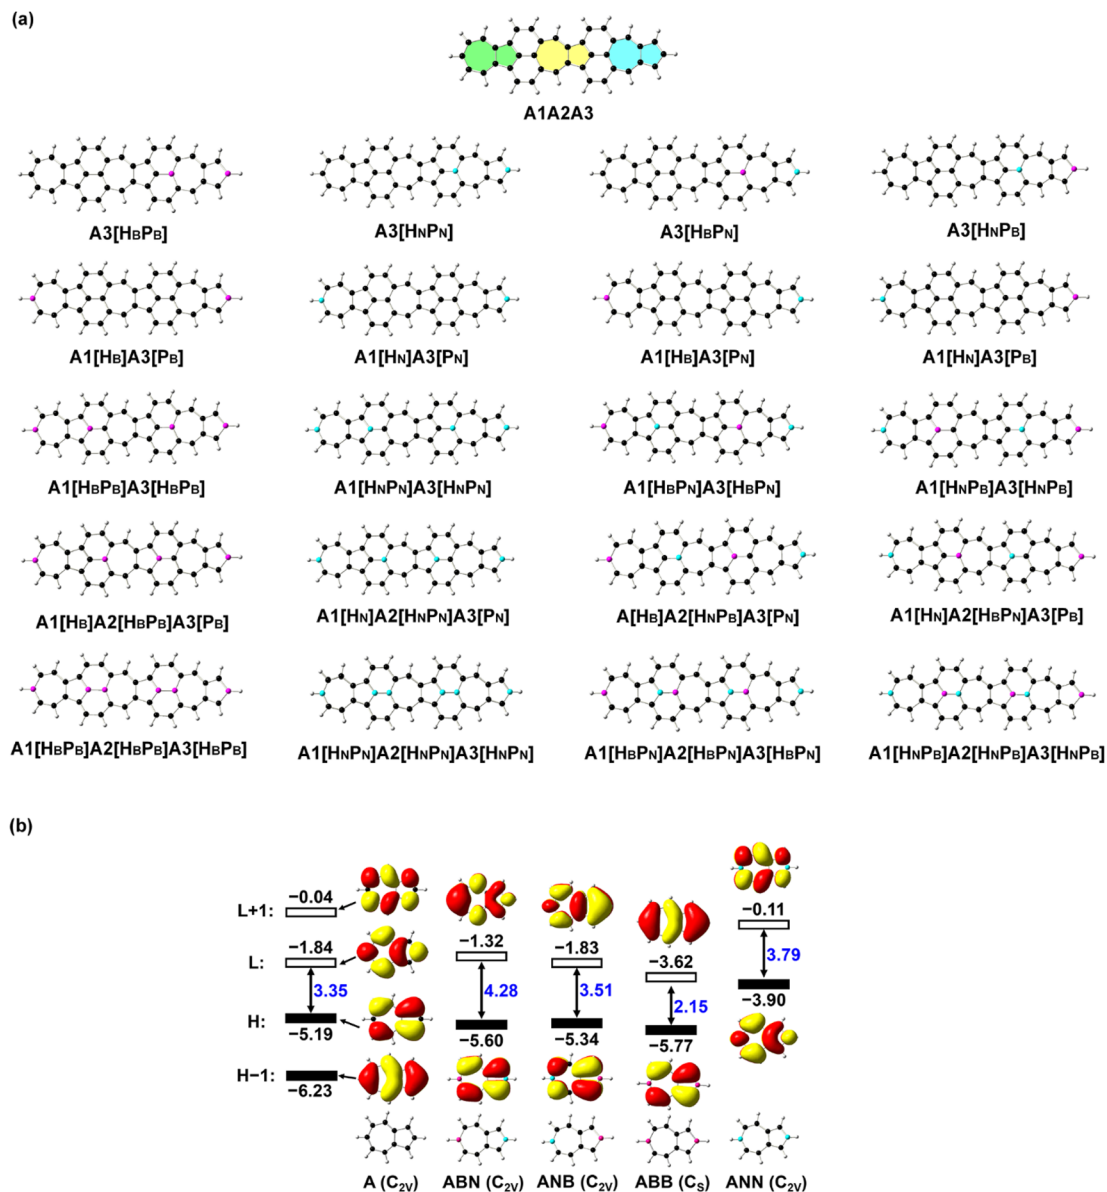 (a)
A1A2A3
A3[HBPB] A3[HNPN] A3[HBPN] A3[HNPB]
A1[HB]A3[PB] A1[HN]A3[PN] A1[HB]A3[PN] A1[HN]A3[PB]
A1[HBPB]A3[HBPB] A1[HNPN]A3[HNPN] A1[HBPN]A3[HBPN] A1[HNPB]A3[HNPB]
A1[HB]A2[HBPB]A3[PB] A1[HN]A2[HNPN]A3[PN] A[HB]A2[HNPB]A3[PN] A1[HN]A2[HBPN]A3[PB]
A1[HBPB]A2[HBPB]A3[HBPB] A1[HNPN]A2[HNPN]A3[HNPN] A1[HBPN]A2[HBPN]A3[HBPN] A1[HNPB]A2[HNPB]A3[HNPB]
(b)
L+1: −0.04 −0.11
L: −1.84 −1.32 −1.83 −3.62
3.35 4.28 3.51 2.15 3.79
H: −5.19 −5.60 −5.34 −5.77 −3.90
H−1: −6.23
A (C2V) ABN (C2V) ANB (C2V) ABB (CS) ANN (C2V)